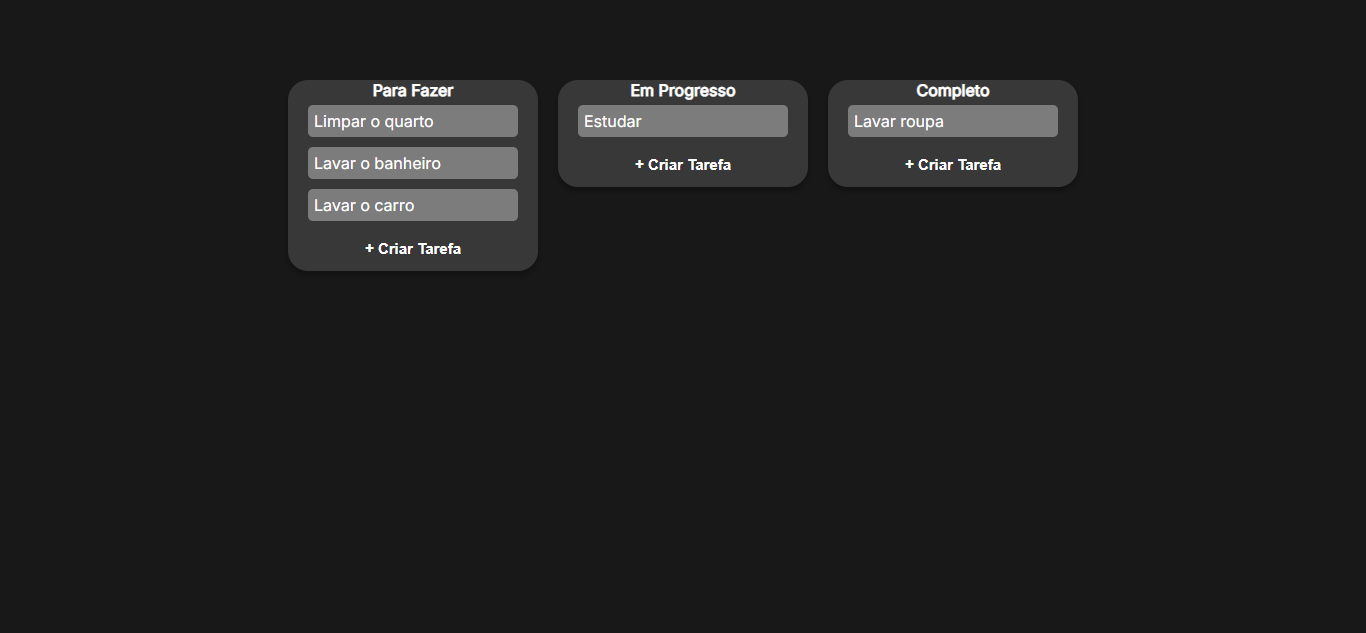 Para Fazer
Limpar o quarto
Lavar o banheiro
Lavar o carro
+ Criar Tarefa
Em Progresso
Estudar
+ Criar Tarefa
Completo
Lavar roupa
+ Criar Tarefa